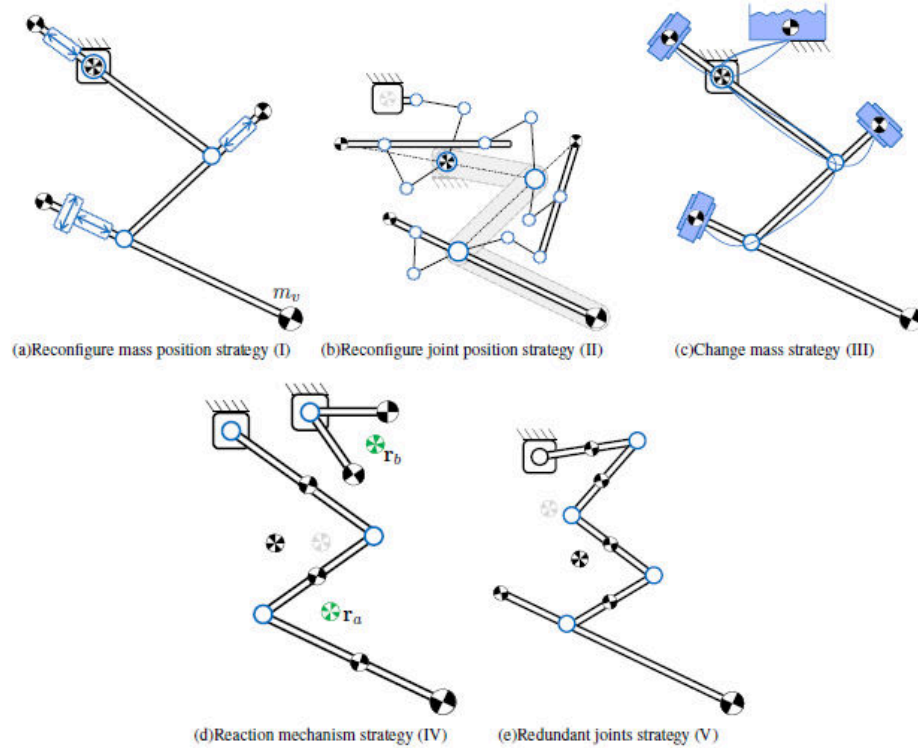 m_v
(a)Reconfigure mass position strategy (I)
(b)Reconfigure joint position strategy (II)
(c)Change mass strategy (III)
r_b
r_a
(d)Reaction mechanism strategy (IV)
(e)Redundant joints strategy (V)